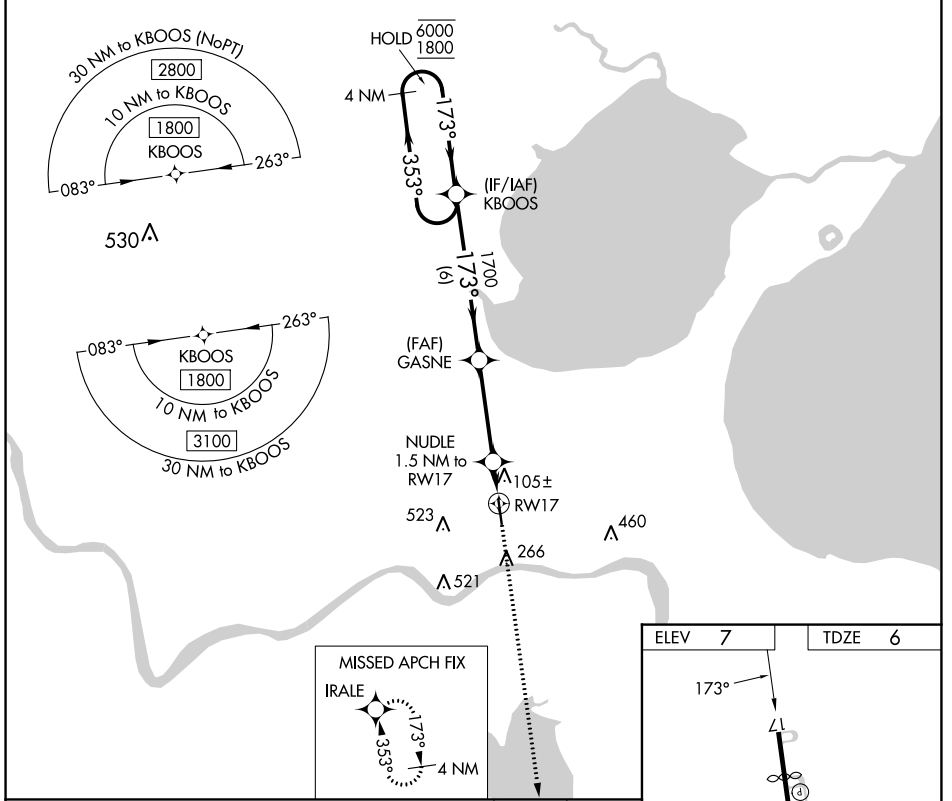 30 NM to KBOOS (NoPT)
2800
10 NM to KBOOS
1800
KBOOS
083°
263°
530
HOLD
6000
1800
4 NM
173°
353°
(IF/IAF)
KBOOS
1700
173°
(6)
(FAF)
GASNE
083°
263°
KBOOS
1800
10 NM to KBOOS
3100
30 NM to KBOOS
NUDLE
1.5 NM to
RW17
105±
RW17
523
460
266
521
MISSED APCH FIX
IRALE
173°
353°
4 NM
ELEV 7
TDZE 6
173°
17
P